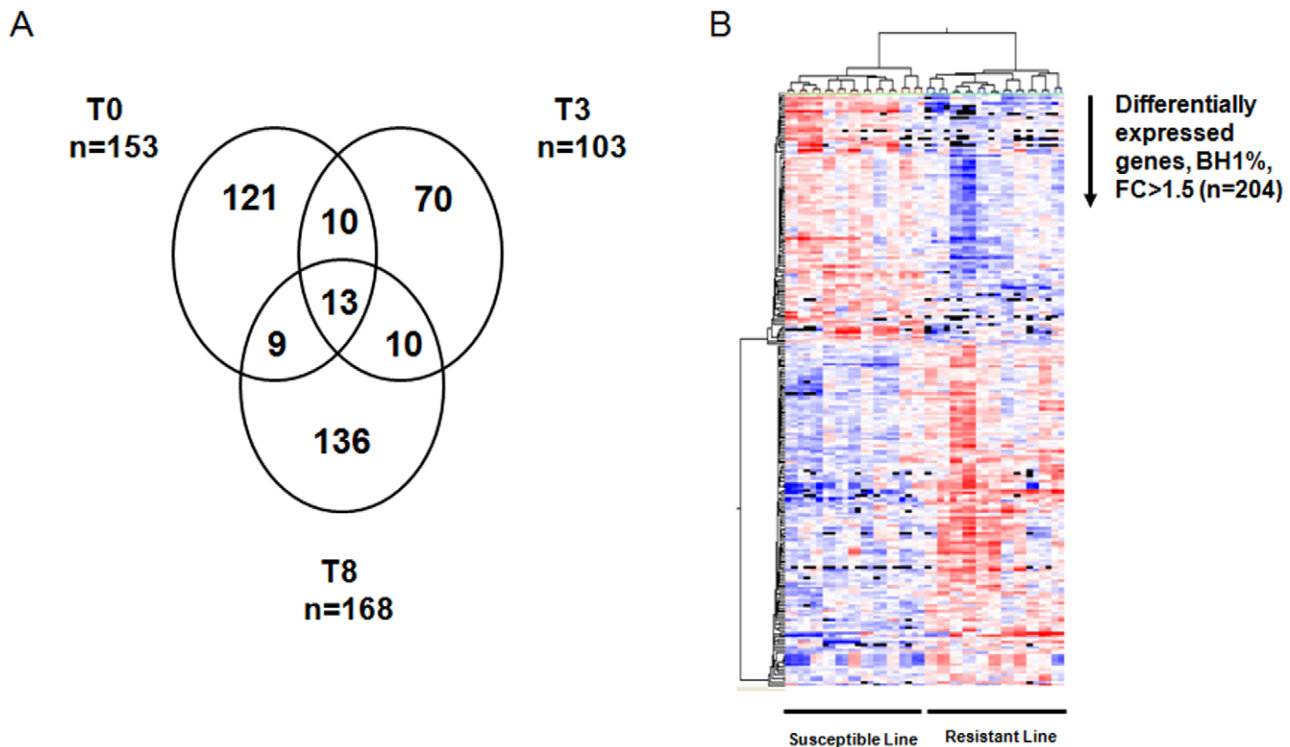 A
T0
n=153
T3
n=103
121
10
70
13
9
10
136
T8
n=168
B
Differentially
expressed
genes, BH1%,
FC>1.5 (n=204)
Susceptible Line
Resistant Line